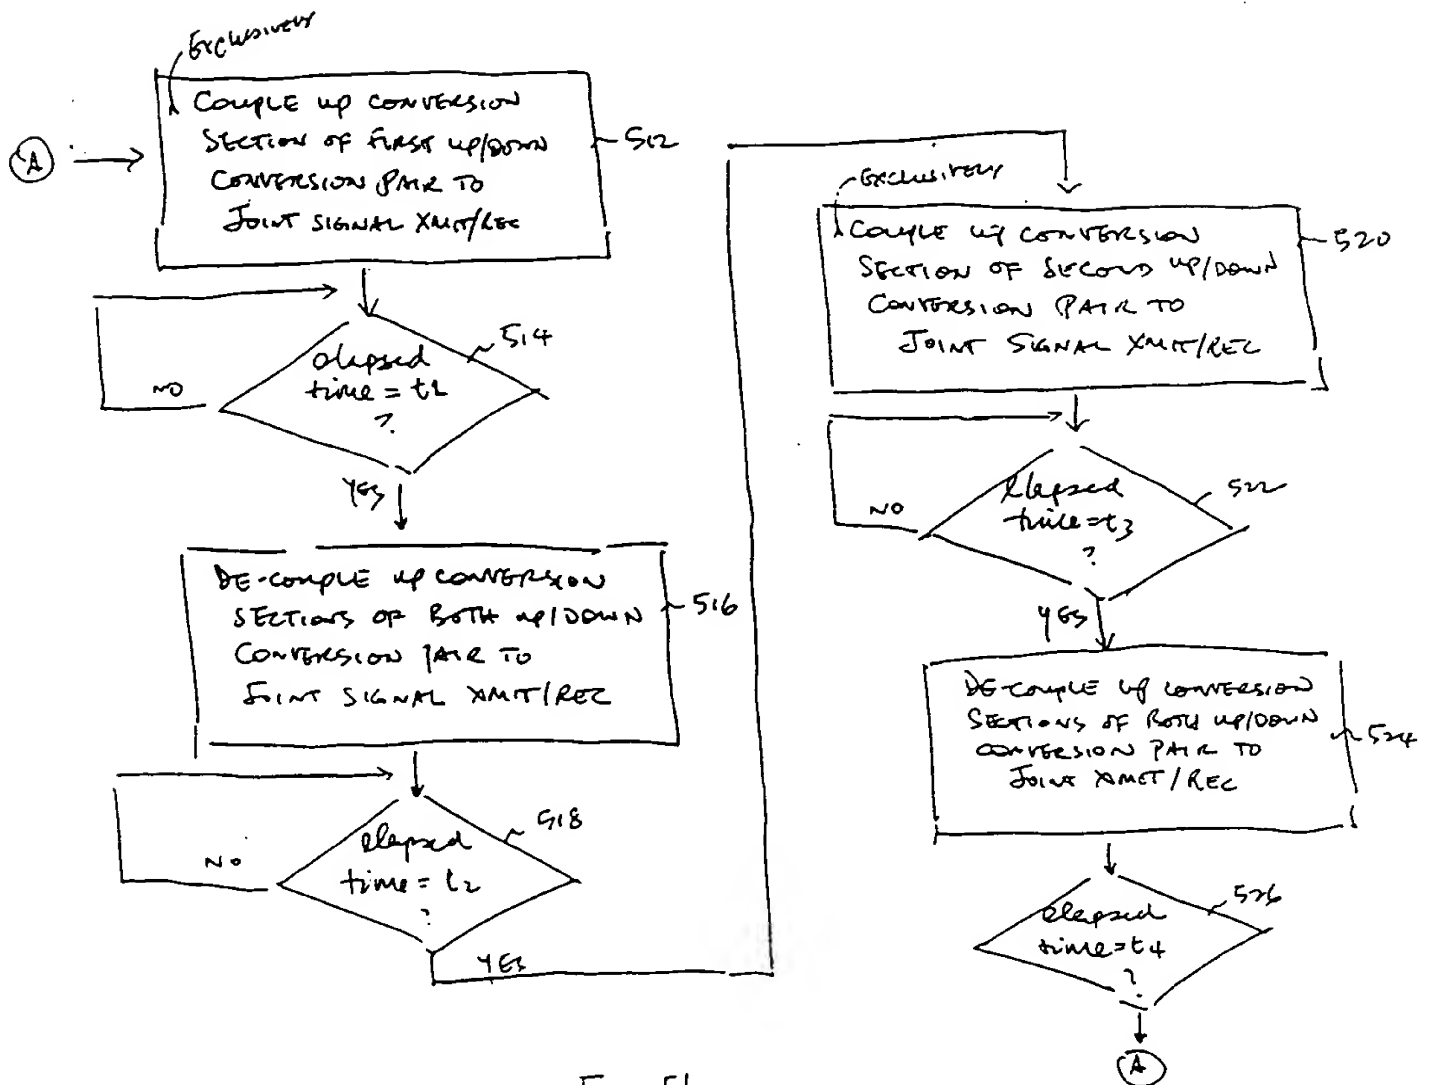 EXCLUSIVELY
COUPLE UP CONVERSION
SECTION OF FIRST UP/DOWN
CONVERSION PAIR TO
JOINT SIGNAL XMIT/REC
512
A
elapsed
time = t1
?
514
NO
YES
DE-COUPLE UP CONVERSION
SECTIONS OF BOTH UP/DOWN
CONVERSION PAIR TO
JOINT SIGNAL XMIT/REC
516
elapsed
time = t2
?
518
NO
YES
EXCLUSIVELY
COUPLE UP CONVERSION
SECTION OF SECOND UP/DOWN
CONVERSION PAIR TO
JOINT SIGNAL XMIT/REC
520
elapsed
time = t3
?
522
NO
YES
DE-COUPLE UP CONVERSION
SECTIONS OF BOTH UP/DOWN
CONVERSION PAIR TO
JOINT XMIT/REC
524
elapsed
time = t4
?
526
A